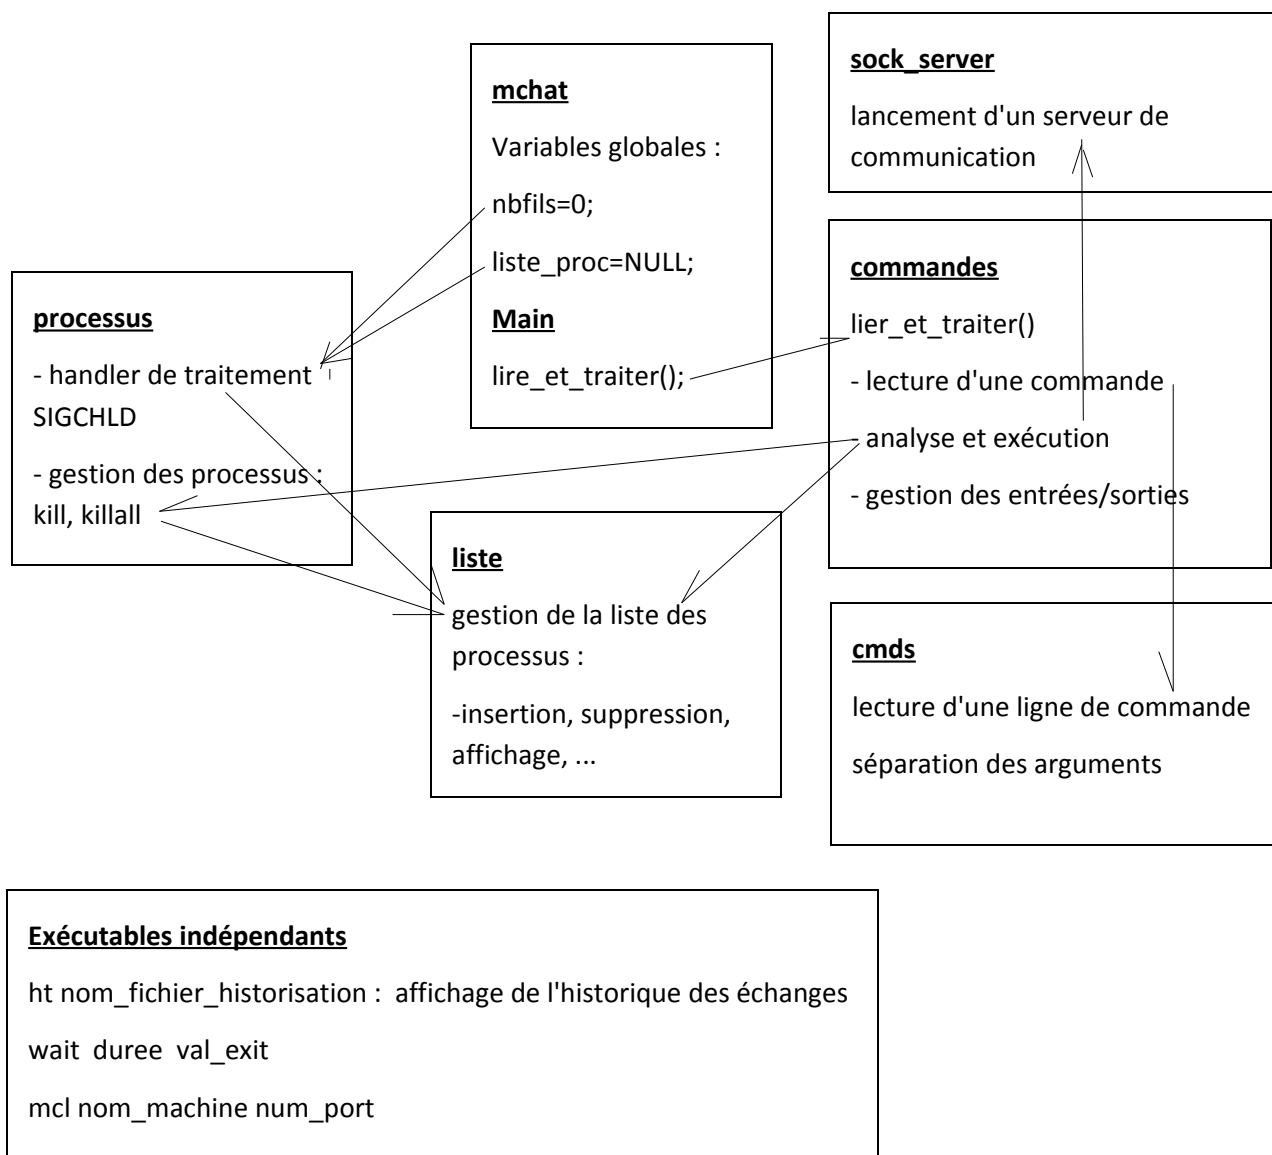 sock_server
lancement d'un serveur de
communication
mchat
Variables globales :
nbfils=0;
liste_proc=NULL;
Main
lire_et_traiter();
commandes
lier_et_traiter()
- lecture d'une commande
- analyse et exécution
- gestion des entrées/sorties
processus
- handler de traitement
SIGCHLD
- gestion des processus :
kill, killall
liste
gestion de la liste des
processus :
-insertion, suppression,
affichage, ...
cmds
lecture d'une ligne de commande
séparation des arguments
Exécutables indépendants
ht nom_fichier_historisation : affichage de l'historique des échanges
wait duree val_exit
mcl nom_machine num_port